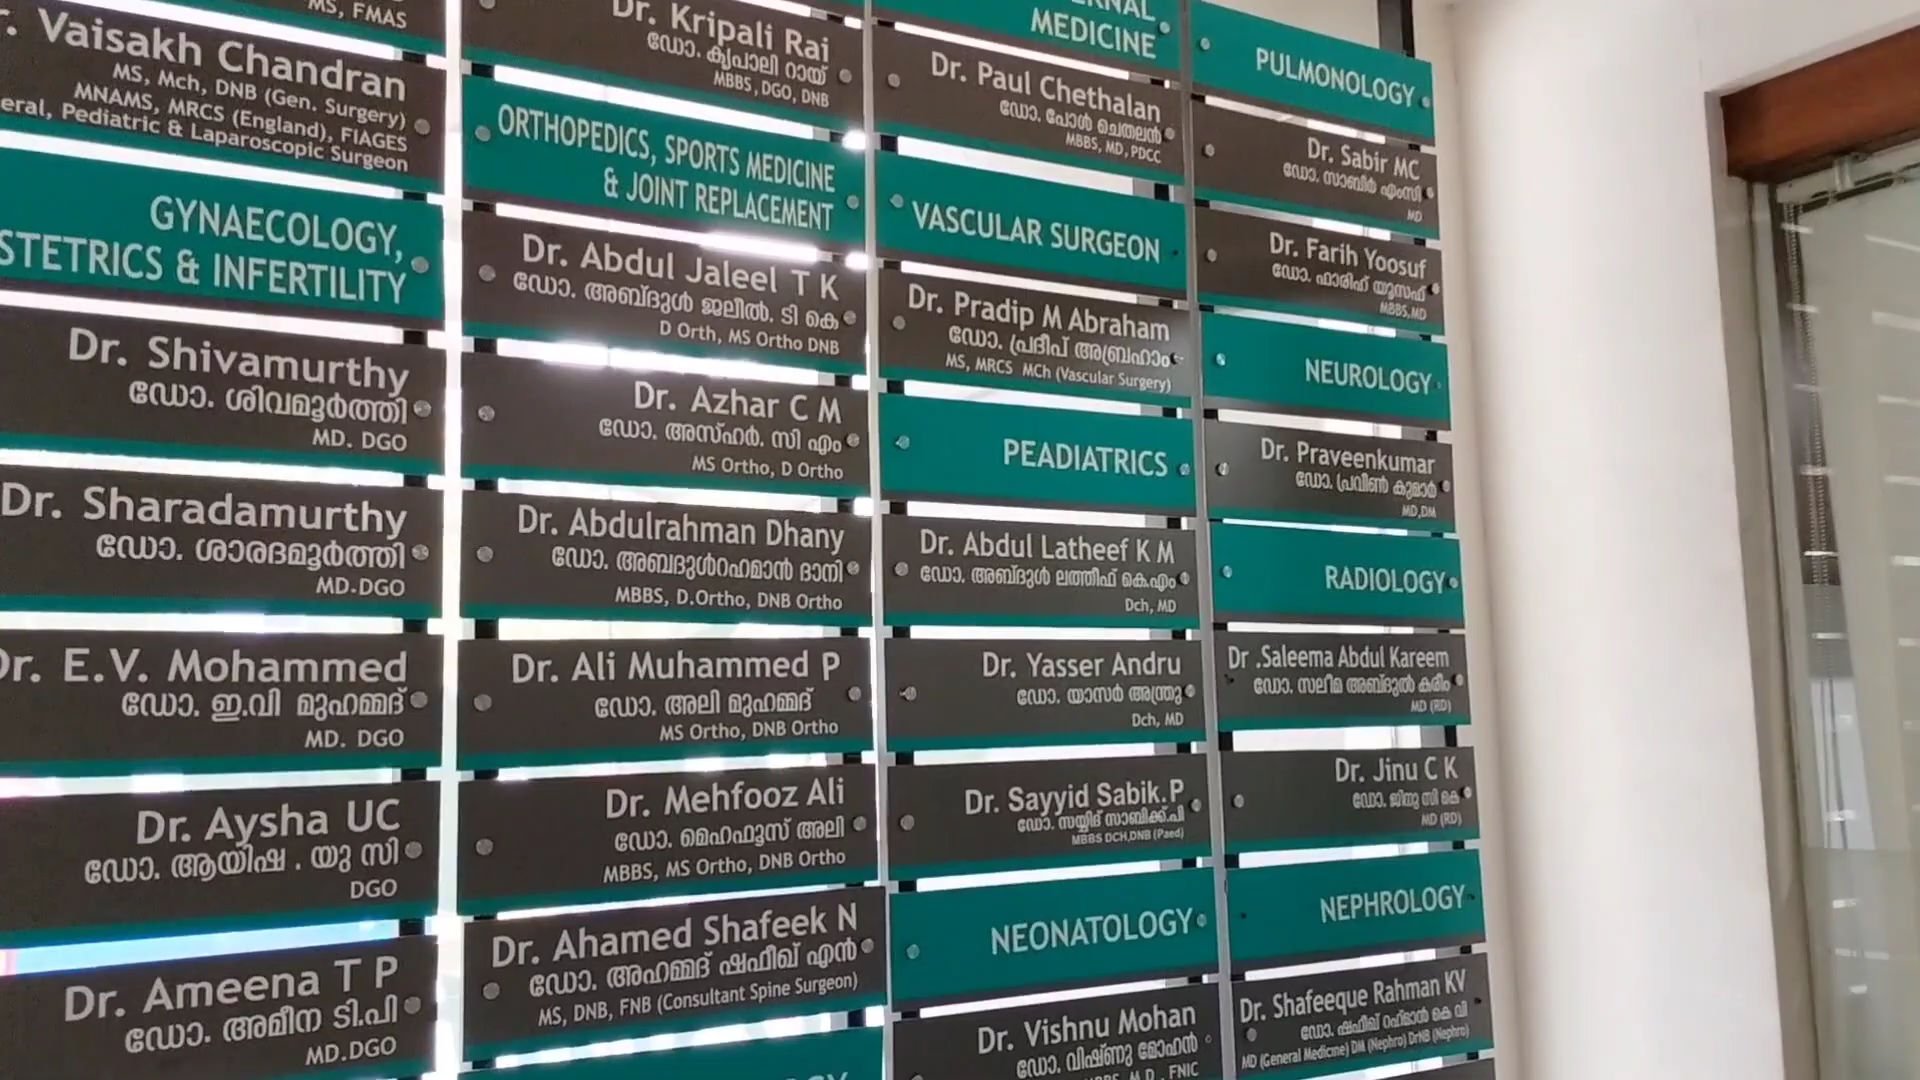 MS, FMAS
Vaisakh Chandran
MS, Mch, DNB (Gen. Surgery)
MNAMS, MRCS (England), FIAGES
Pediatric & Laparoscopic Surgeon
GYNAECOLOGY,
& INFERTILITY
Dr. Shivamurthy
ഡോ. ശിവമൂർത്തി
MD. DGO
Dr. Sharadamurthy
ഡോ. ശാരദമൂർത്തി
MD.DGO
Dr. E.V. Mohammed
ഡോ. ഇ.വി മുഹമ്മദ്
MD. DGO
Dr. Aysha UC
ഡോ. ആയിഷ . യു സി
DGO
Dr. Ameena T P
ഡോ. അമീന ടി.പി
MD.DGO
Dr. Kripali Rai
ഡോ. കൃപാലി റായ്
MBBS, DGO, DNB
ORTHOPEDICS, SPORTS MEDICINE
& JOINT REPLACEMENT
Dr. Abdul Jaleel T K
ഡോ. അബ്ദുൾ ജലീൽ. ടി കെ
D Orth, MS Ortho DNB
Dr. Azhar C M
ഡോ. അസ്ഹർ. സി എം
MS Ortho, D Ortho
Dr. Abdulrahman Dhany
ഡോ. അബദുൾറഹമാൻ ദാനി
MBBS, D.Ortho, DNB Ortho
Dr. Ali Muhammed P
ഡോ. അലി മുഹമ്മദ്
MS Ortho, DNB Ortho
Dr. Mehfooz Ali
ഡോ. മെഹഫൂസ് അലി
MBBS, MS Ortho, DNB Ortho
Dr. Ahamed Shafeek N
ഡോ. അഹമ്മദ് ഷഫീഖ് എൻ
MS, DNB, FNB (Consultant Spine Surgeon)
MEDICINE
Dr. Paul Chethalan
ഡോ. പോൾ ചെതലൻ
MBBS, MD, PDCC
VASCULAR SURGEON
Dr. Pradip M Abraham
ഡോ. പ്രദീപ് അബ്രഹാം
MS, MRCS MCh (Vascular Surgery)
PEADIATRICS
Dr. Abdul Latheef K M
ഡോ. അബ്ദുൾ ലത്തീഫ് കെ.എം
Dch, MD
Dr. Yasser Andru
ഡോ. യാസർ അന്ത്രു
Dch, MD
Dr. Sayyid Sabik.P
ഡോ. സയ്യിദ് സാബിക്ക്.പി
MBBS DCH,DNB (Paed)
NEONATOLOGY
Dr. Vishnu Mohan
ഡോ. വിഷ്ണു മോഹൻ
MBBS, M.D , FNIC
PULMONOLOGY
Dr. Sabir MC
ഡോ. സാബിർ എംസി
MD
Dr. Farih Yoosuf
ഡോ. ഫാരിഹ് യൂസഫ്
MBBS,MD
NEUROLOGY
Dr. Praveenkumar
ഡോ. പ്രവീൺ കുമാർ
MD,DM
RADIOLOGY
Dr .Saleema Abdul Kareem
ഡോ. സലീമ അബ്ദുൽ കരീം
MD (RD)
Dr. Jinu C K
ഡോ. ജിനു സി കെ
MD (RD)
NEPHROLOGY
Dr. Shafeeque Rahman KV
ഡോ. ഷഫീഖ് റഹ്മാൻ കെ വി
MD (General Medicine) DM (Nephro) DrNB (Nephro)